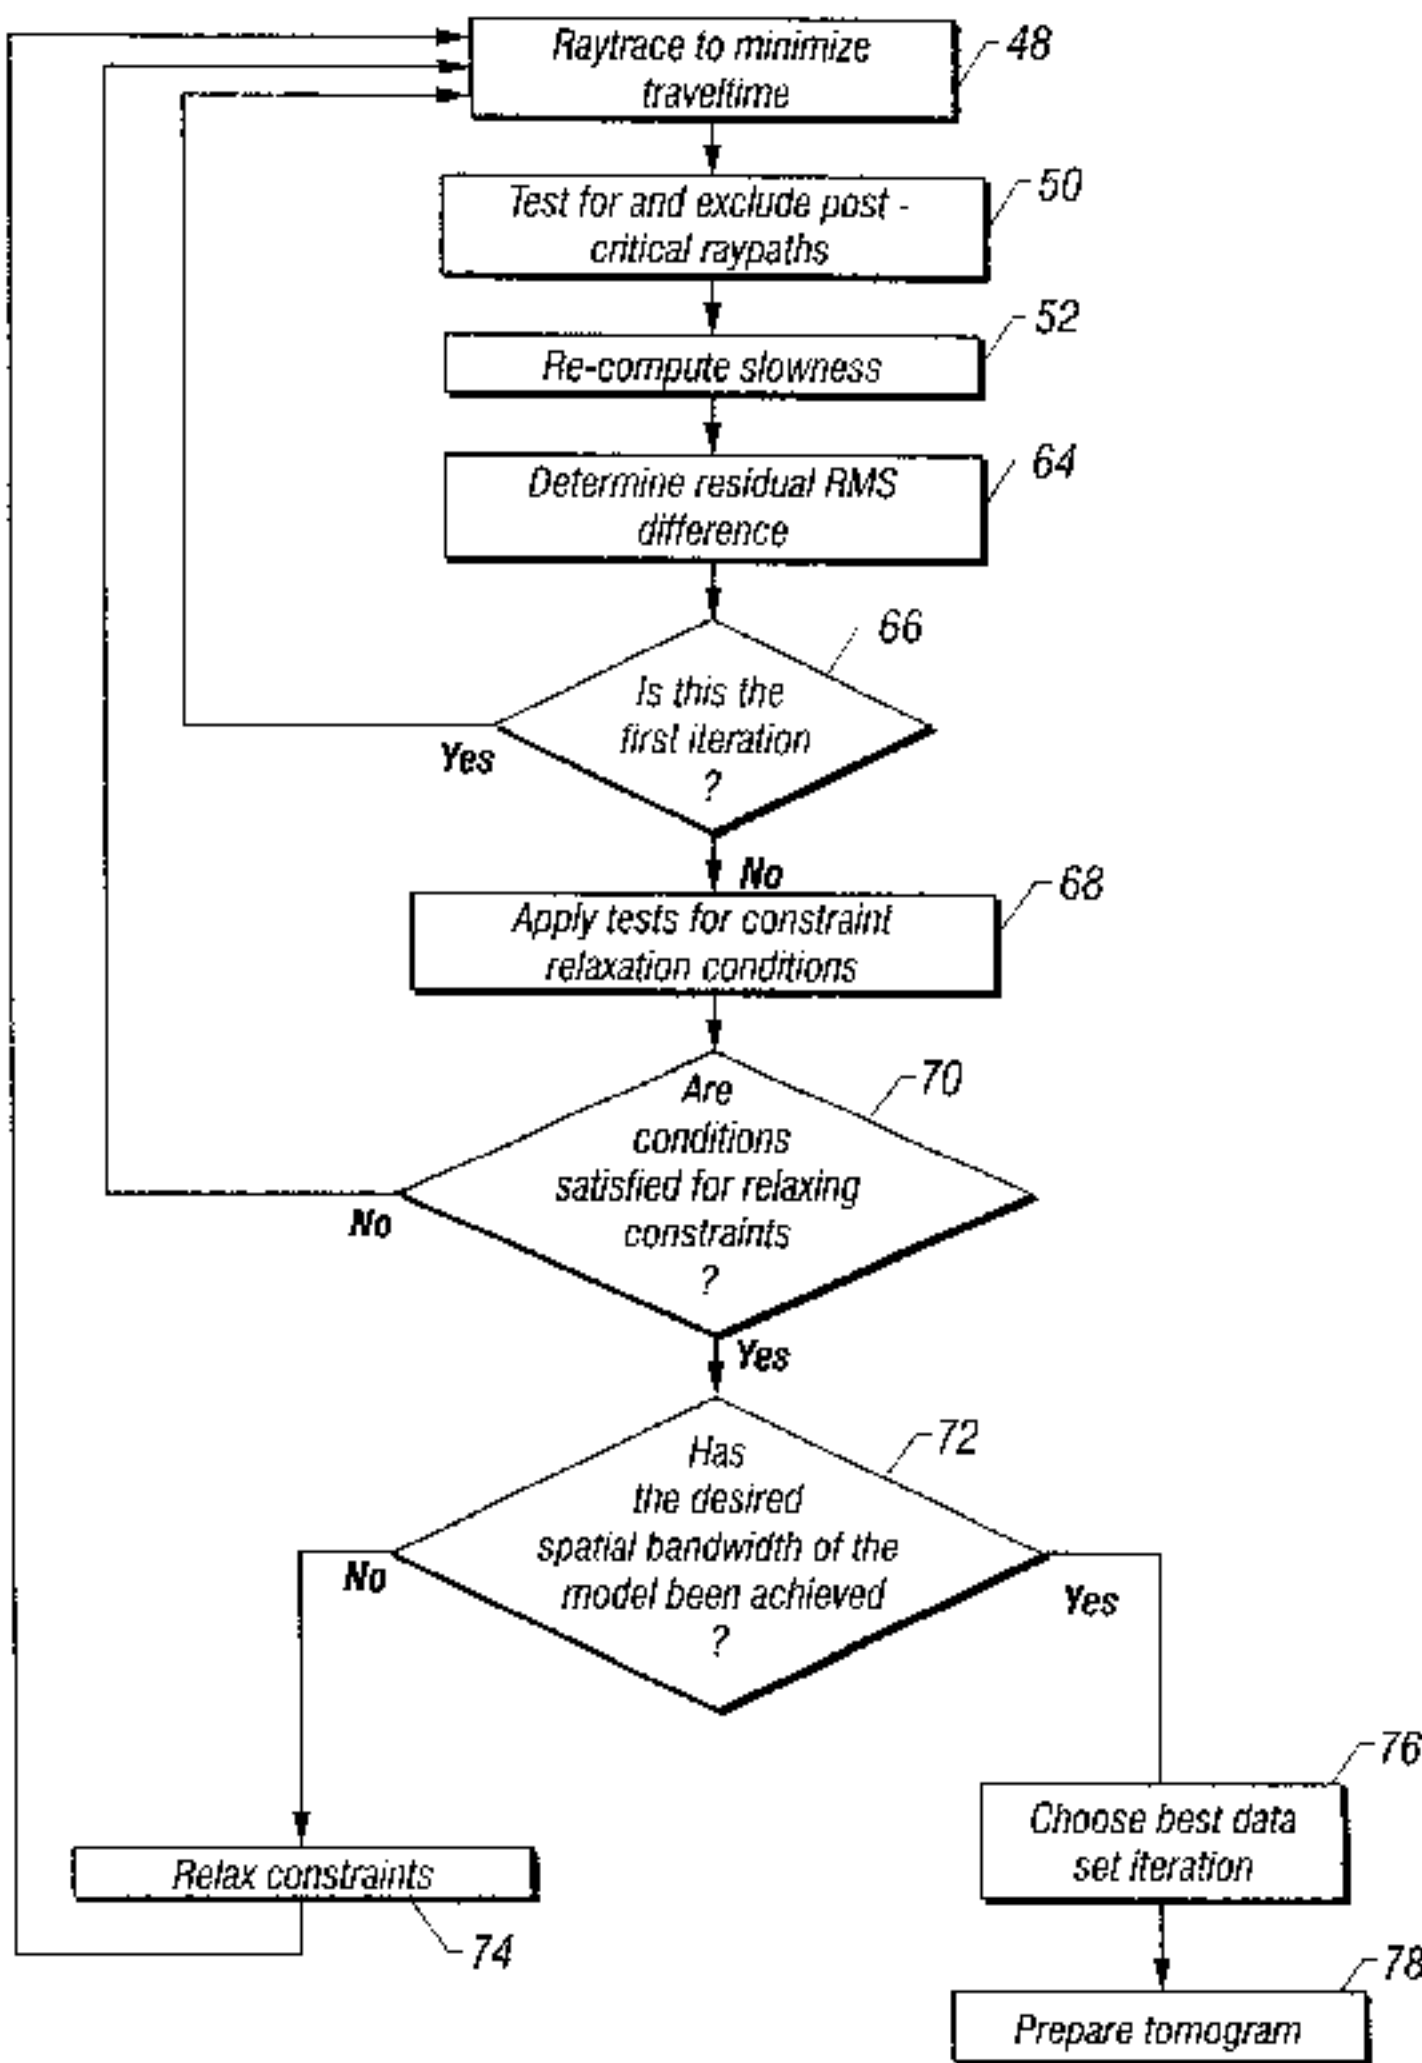 Raytrace to minimize
traveltime
48
Test for and exclude post -
critical raypaths
50
Re-compute slowness
52
Determine residual RMS
difference
64
Is this the
first iteration
?
66
Yes
No
Apply tests for constraint
relaxation conditions
68
Are
conditions
satisfied for relaxing
constraints
?
70
No
Yes
Has
the desired
spatial bandwidth of the
model been achieved
?
72
No
Yes
Relax constraints
74
Choose best data
set iteration
76
Prepare tomogram
78